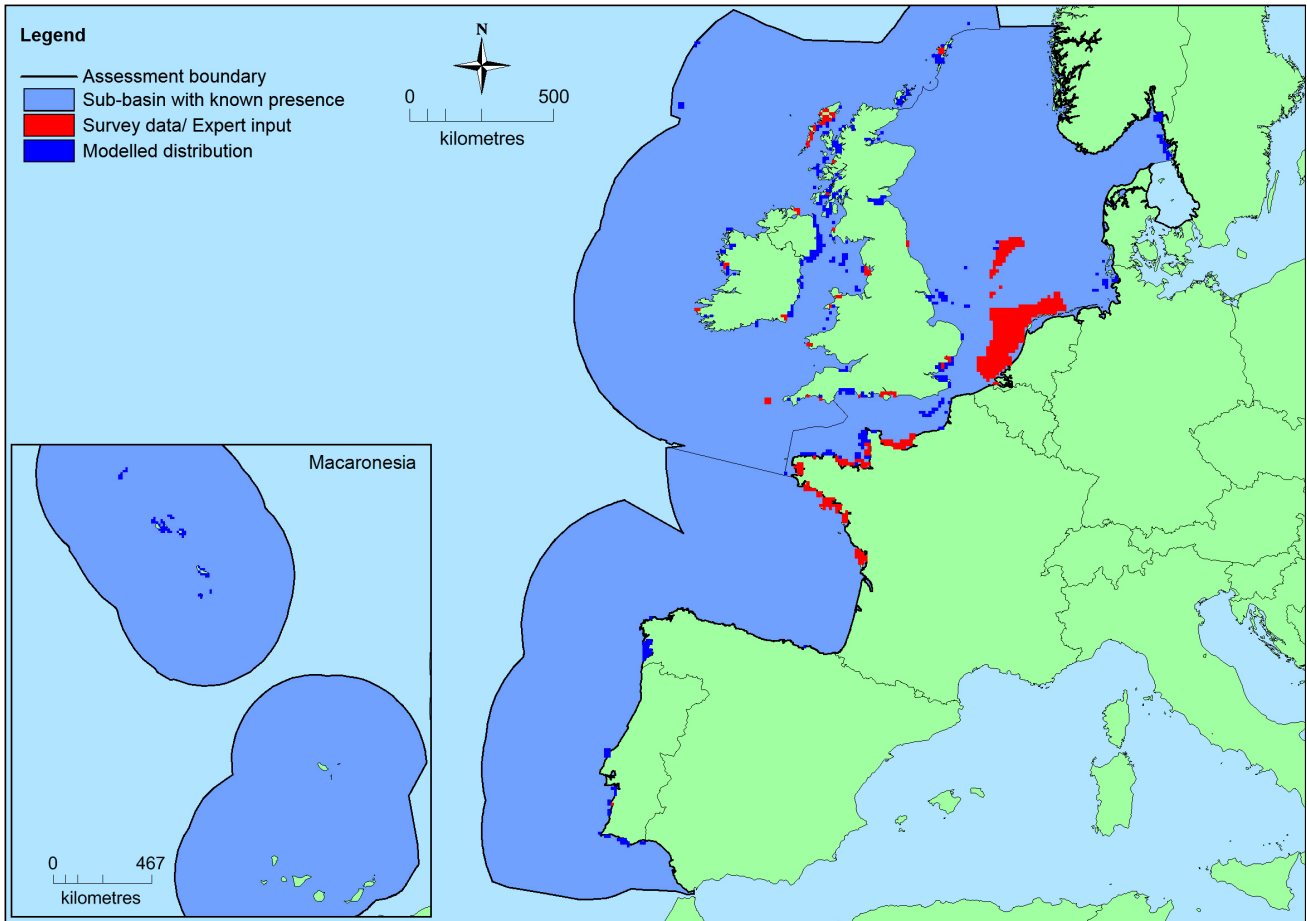 Legend
Assessment boundary
Sub-basin with known presence
Survey data/ Expert input
Modelled distribution
N
0 500
kilometres
Macaronesia
0 467
kilometres